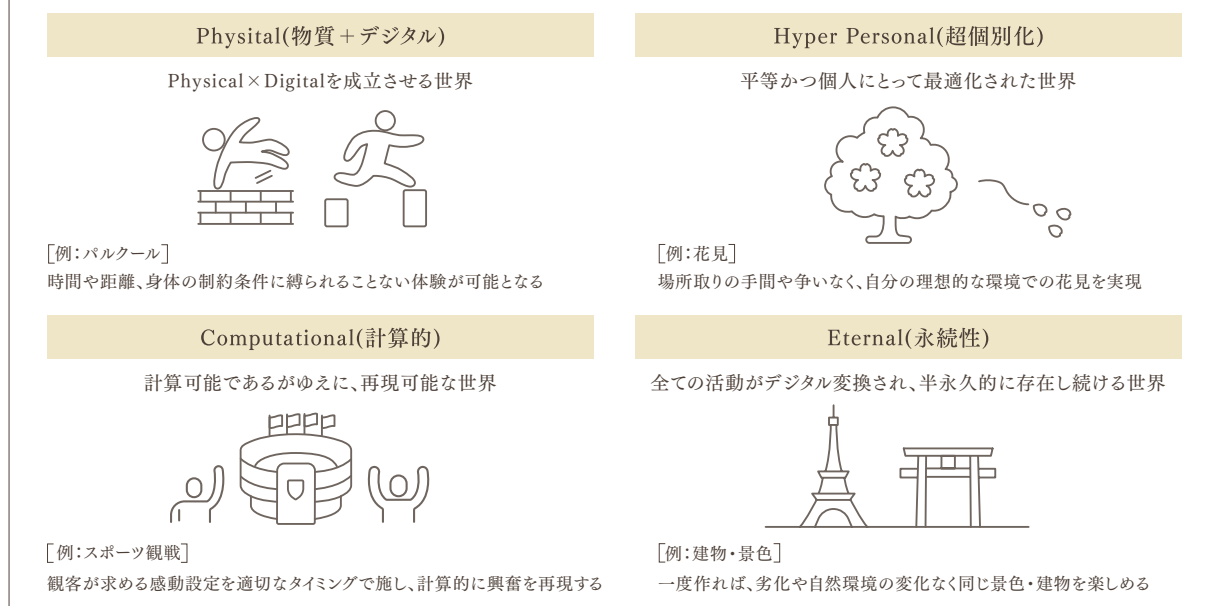 Physital(物質＋デジタル)
Physical×Digitalを成立させる世界
[例：パルクール]
時間や距離、身体の制約条件に縛られることない体験が可能となる
Hyper Personal(超個別化)
平等かつ個人にとって最適化された世界
[例：花見]
場所取りの手間や争いなく、自分の理想的な環境での花見を実現
Computational(計算的)
計算可能であるがゆえに、再現可能な世界
[例：スポーツ観戦]
観客が求める感動設定を適切なタイミングで施し、計算的に興奮を再現する
Eternal(永続性)
全ての活動がデジタル変換され、半永久的に存在し続ける世界
[例：建物・景色]
一度作れば、劣化や自然環境の変化なく同じ景色・建物を楽しめる